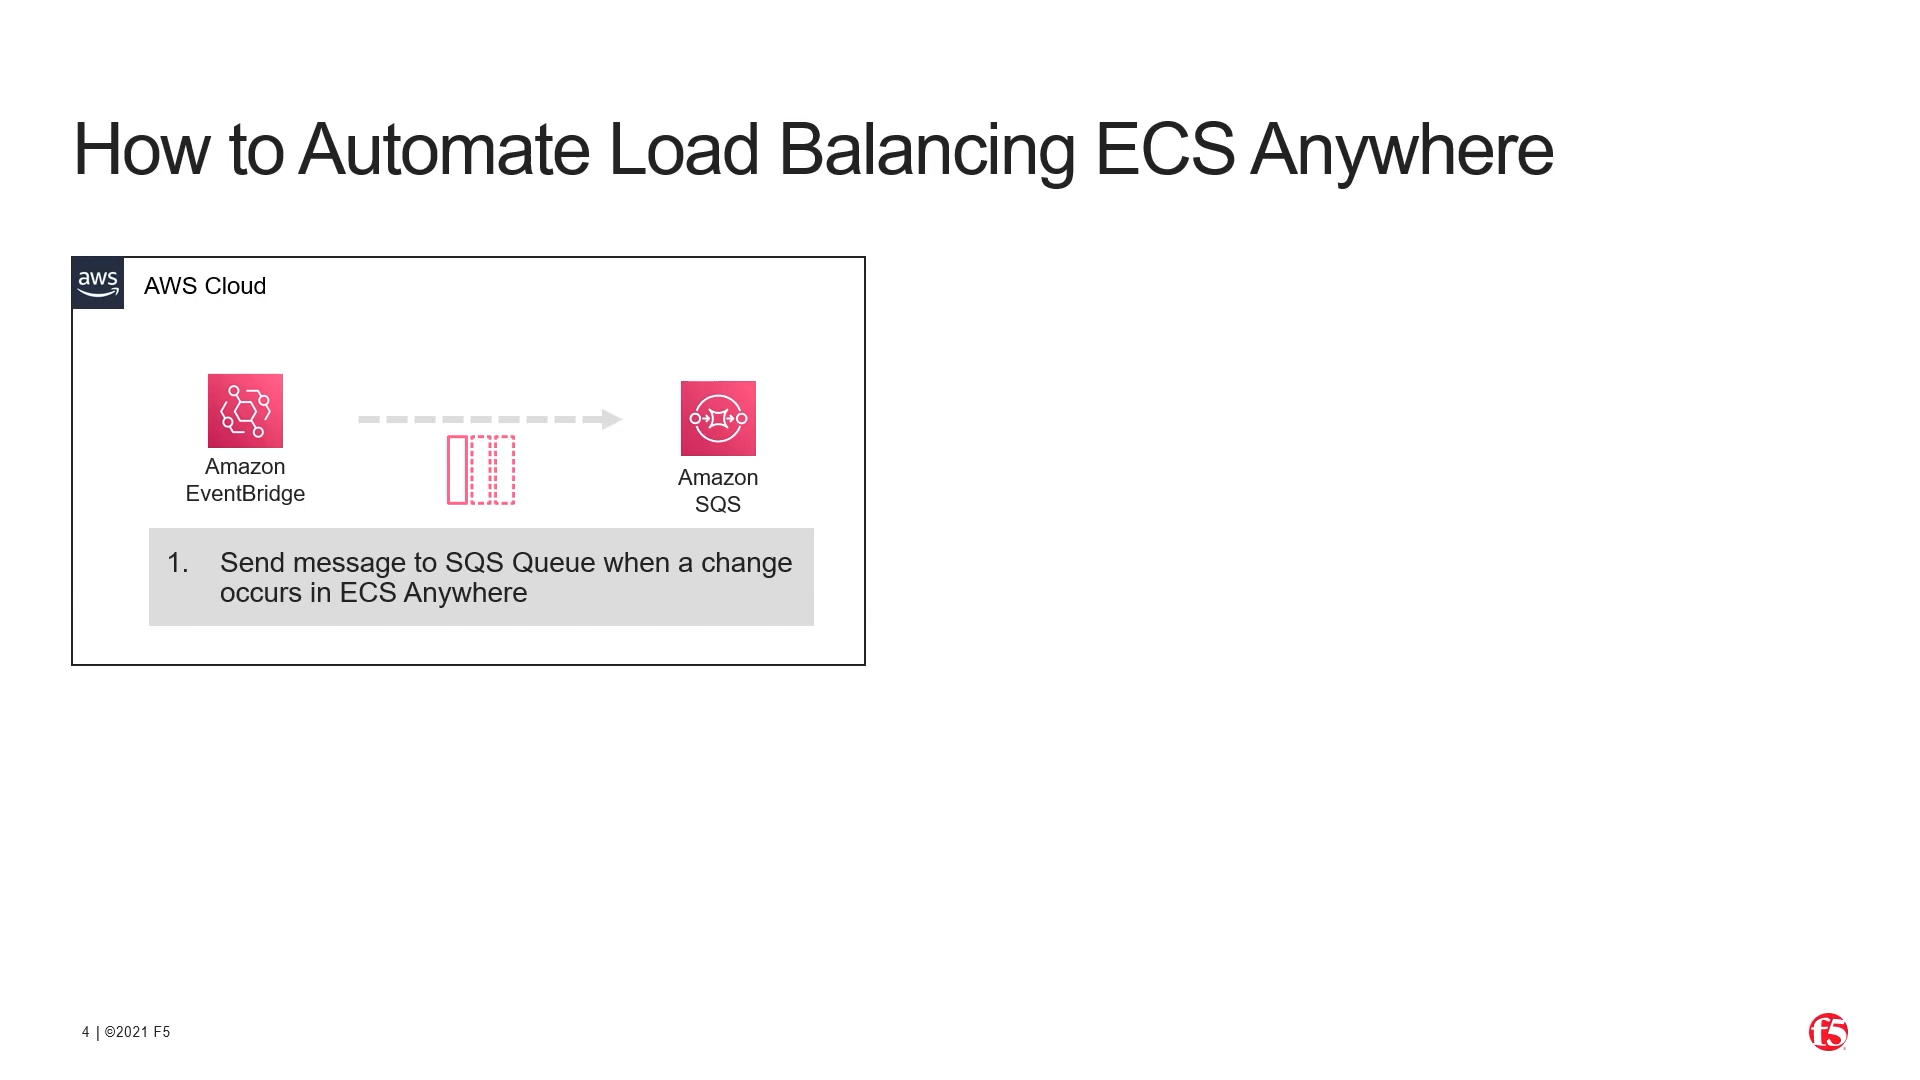 How to Automate Load Balancing ECS Anywhere
aws
AWS Cloud
Amazon
EventBridge
Amazon
SQS
1. Send message to SQS Queue when a change
occurs in ECS Anywhere
4 | ©2021 F5
f5